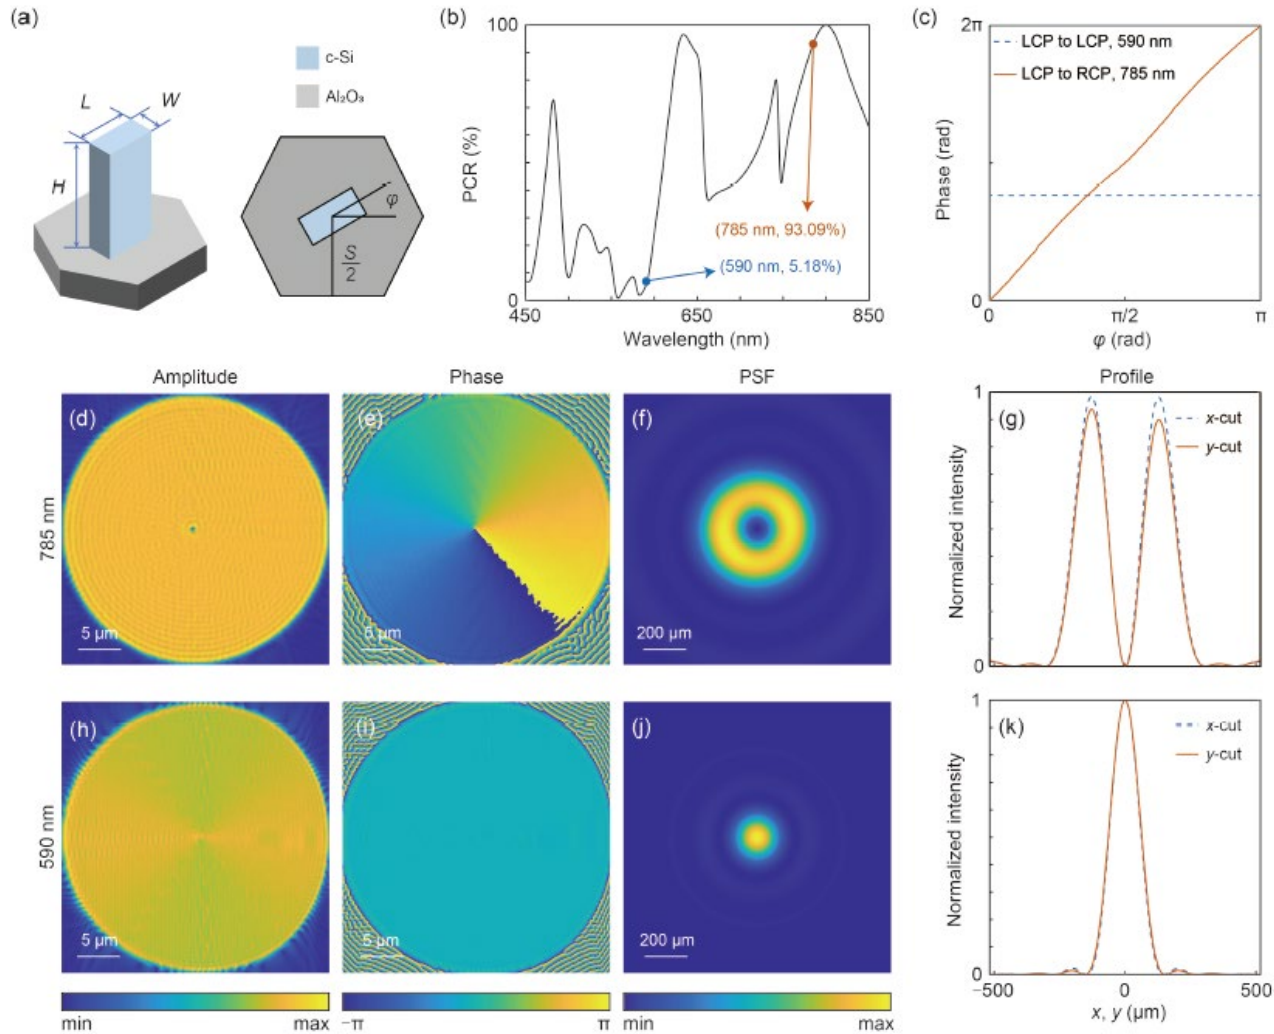 (a)
c-Si
Al₂O₃
L
W
H
φ
S
2
(b)
100
PCR (%)
0
(785 nm, 93.09%)
(590 nm, 5.18%)
450
650
850
Wavelength (nm)
(c)
2π
Phase (rad)
0
LCP to LCP, 590 nm
LCP to RCP, 785 nm
0
π/2
π
φ (rad)
Amplitude
Phase
PSF
Profile
785 nm
(d)
5 μm
(e)
5 μm
(f)
200 μm
(g)
1
Normalized intensity
0
x-cut
y-cut
590 nm
(h)
5 μm
(i)
5 μm
(j)
200 μm
(k)
1
Normalized intensity
0
x-cut
y-cut
−500
0
500
x, y (μm)
min
max
−π
π
min
max